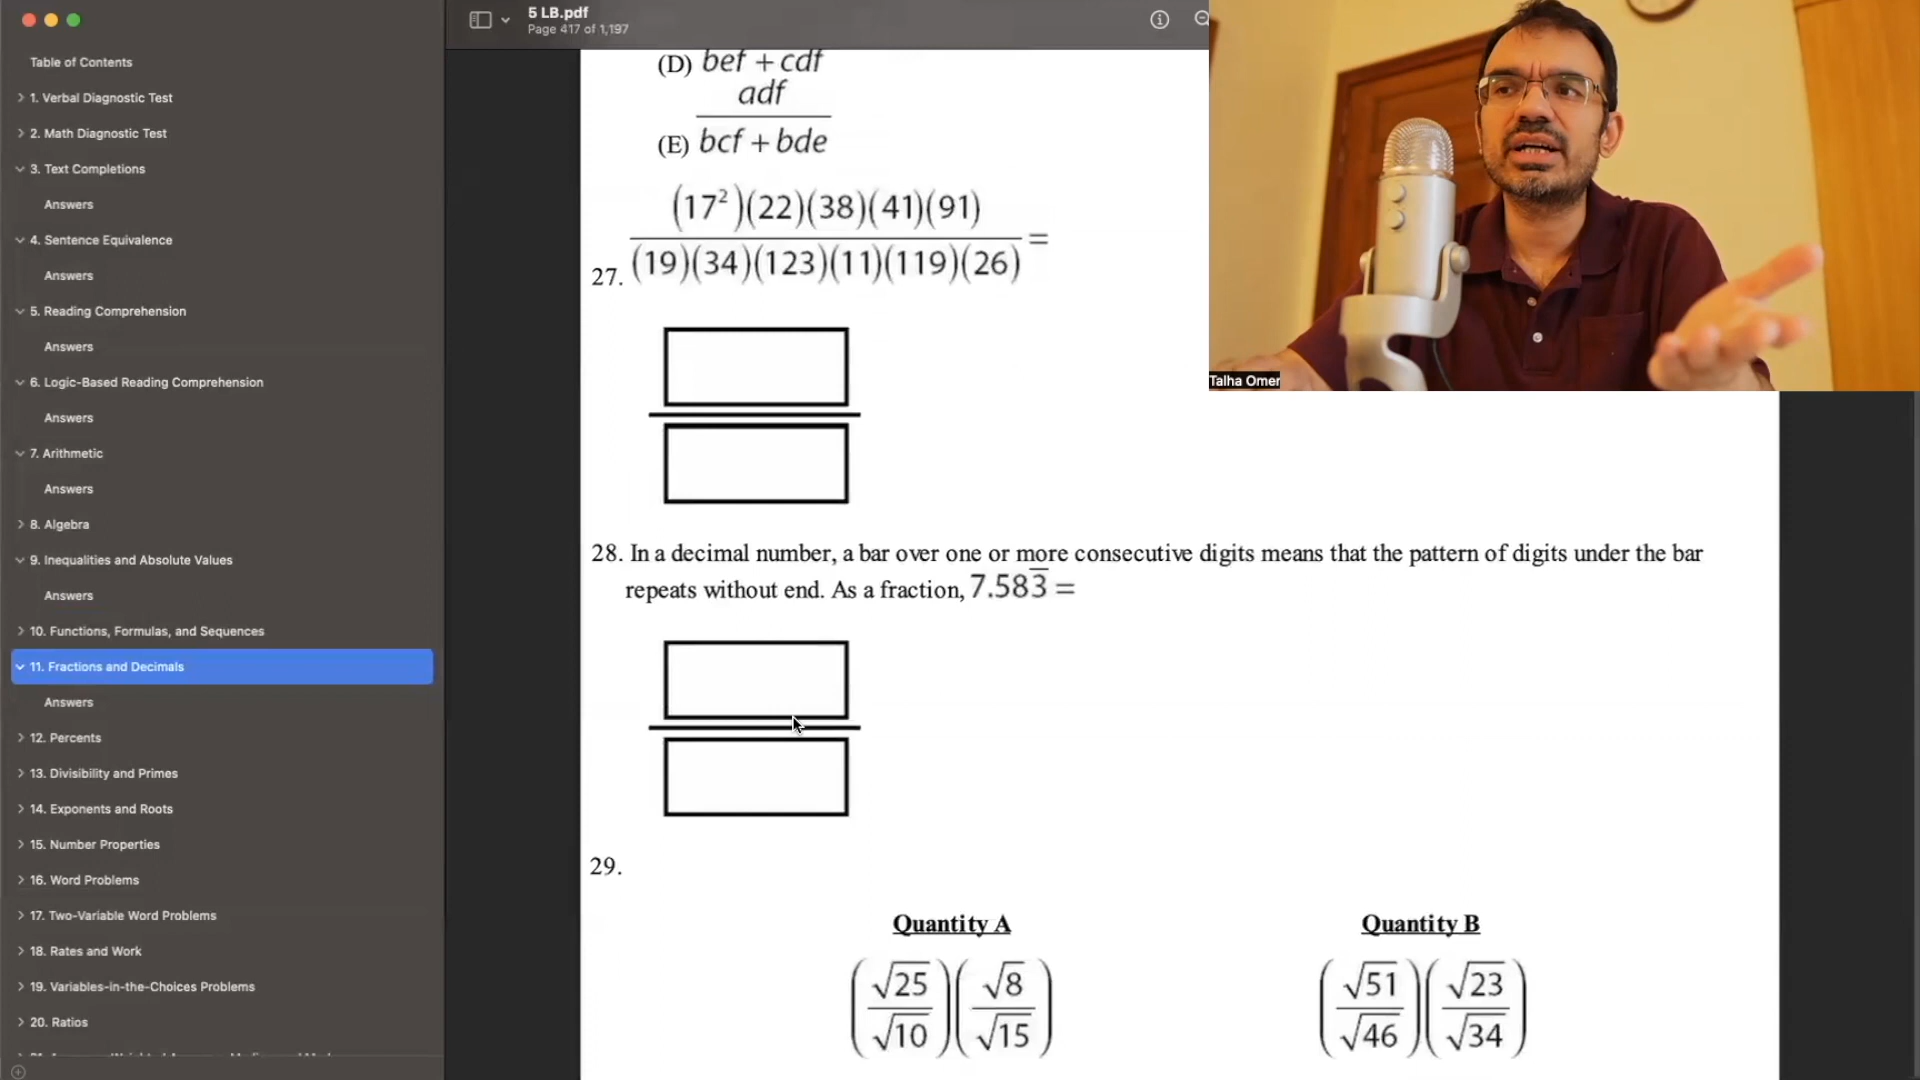 5 LB.pdf
Page 417 of 1,197
Table of Contents
1. Verbal Diagnostic Test
2. Math Diagnostic Test
3. Text Completions
Answers
4. Sentence Equivalence
Answers
5. Reading Comprehension
Answers
6. Logic-Based Reading Comprehension
Answers
7. Arithmetic
Answers
8. Algebra
9. Inequalities and Absolute Values
Answers
10. Functions, Formulas, and Sequences
11. Fractions and Decimals
Answers
12. Percents
13. Divisibility and Primes
14. Exponents and Roots
15. Number Properties
16. Word Problems
17. Two-Variable Word Problems
18. Rates and Work
19. Variables-in-the-Choices Problems
20. Ratios
(D) bef + cdf
adf
(E) bcf + bde
(17²)(22)(38)(41)(91)
27. (19)(34)(123)(11)(119)(26) =
28. In a decimal number, a bar over one or more consecutive digits means that the pattern of digits under the bar
repeats without end. As a fraction, 7.583̅ =
29.
Quantity A Quantity B
(√25/√10)(√8/√15) (√51/√46)(√23/√34)
Talha Omer